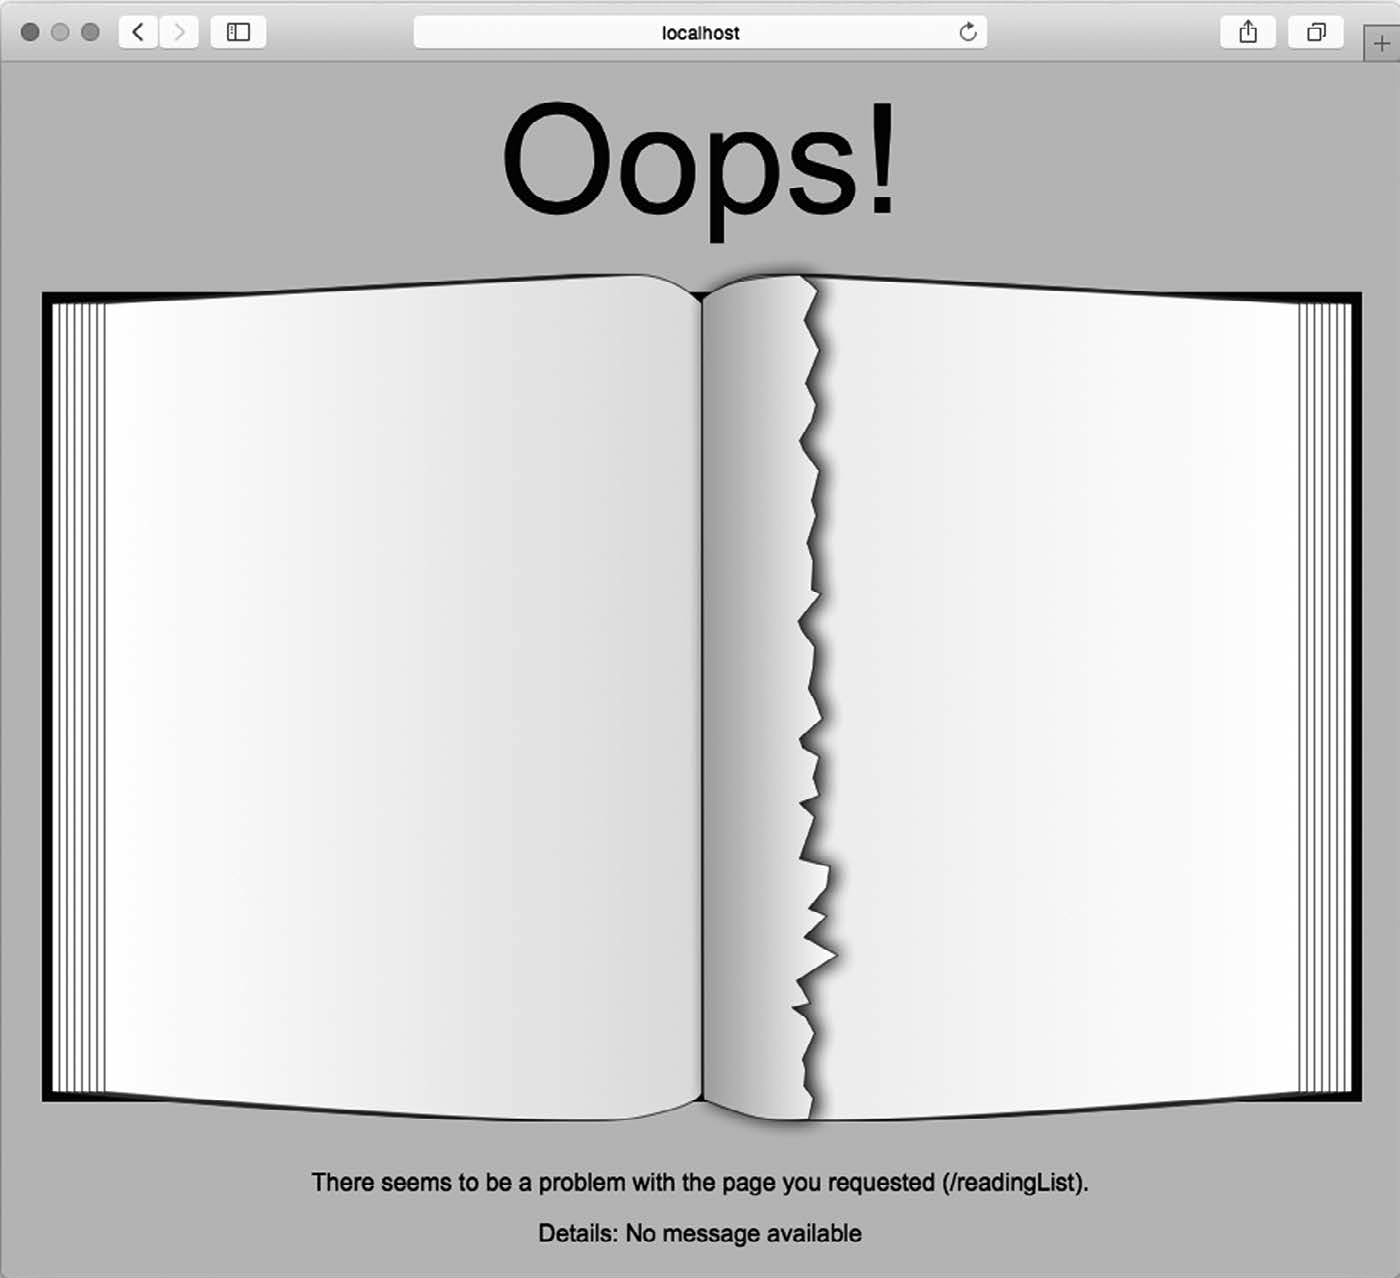 localhost
Oops!
There seems to be a problem with the page you requested (/readingList).
Details: No message available